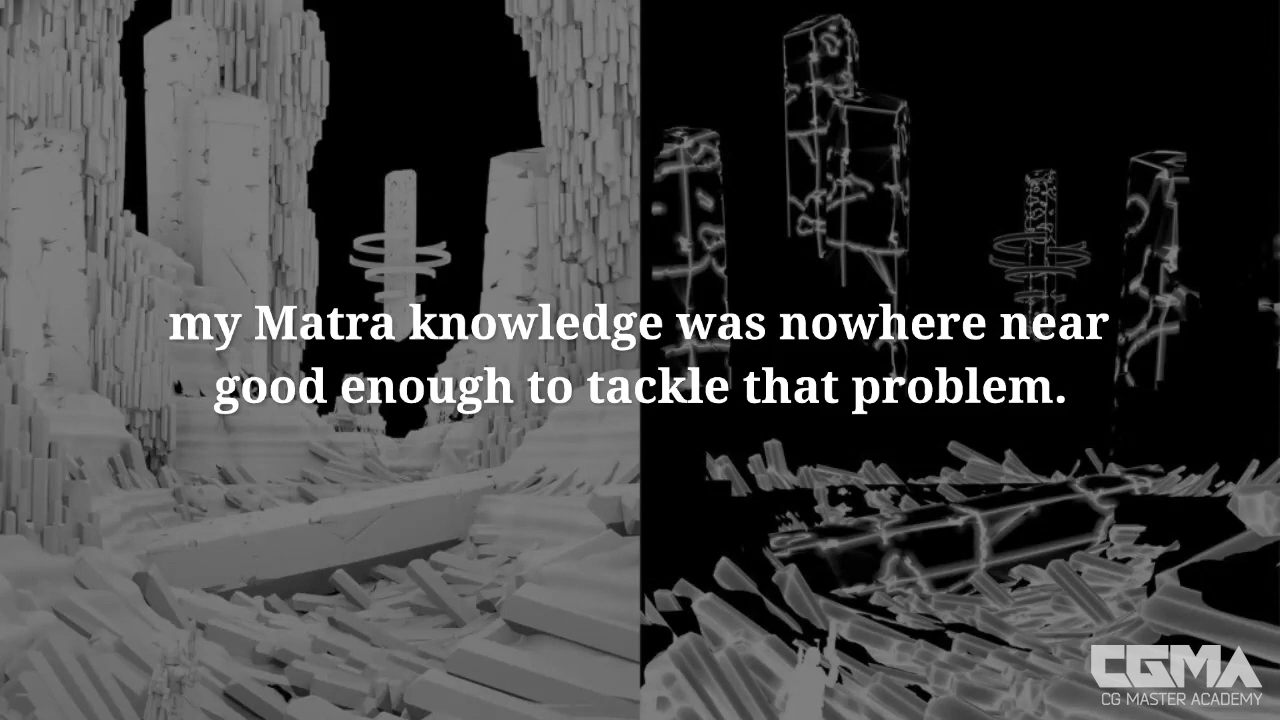 my Matra knowledge was nowhere near
good enough to tackle that problem.
CGMA
CG MASTER ACADEMY